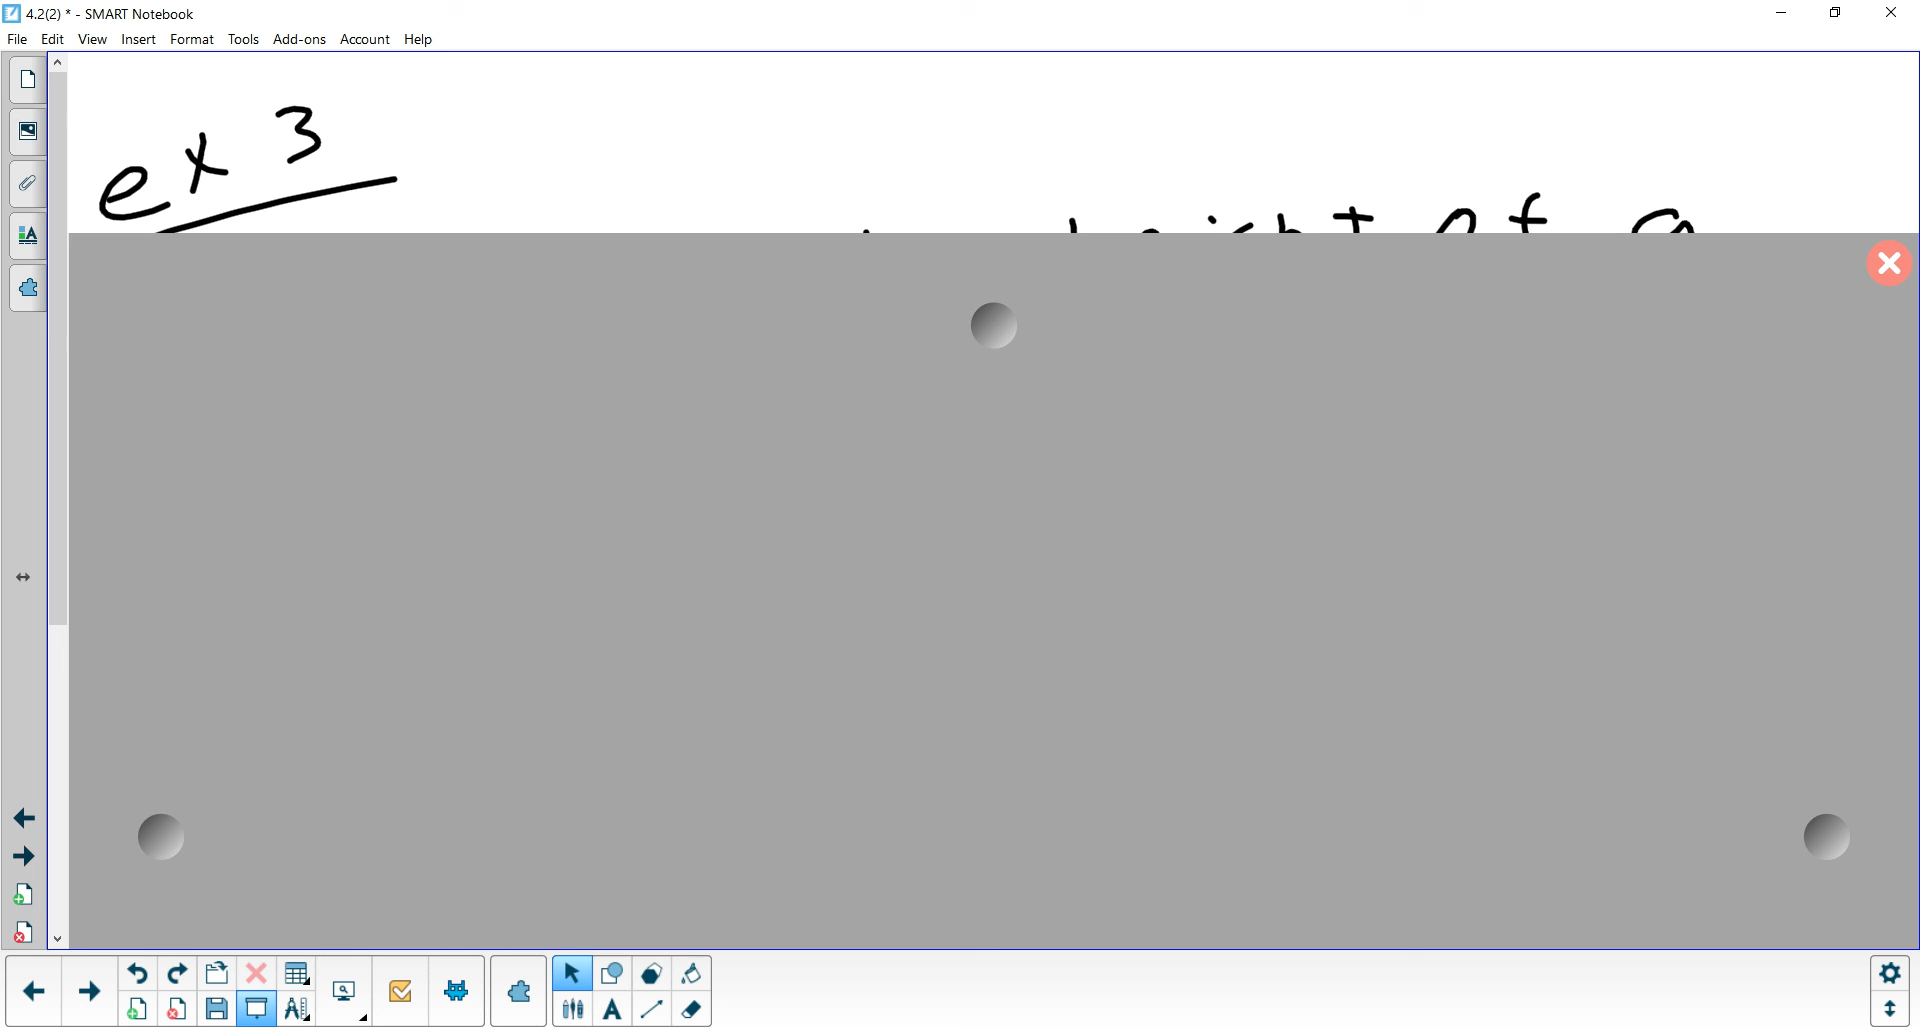 4.2(2) * - SMART Notebook
File Edit View Insert Format Tools Add-ons Account Help
ex 3